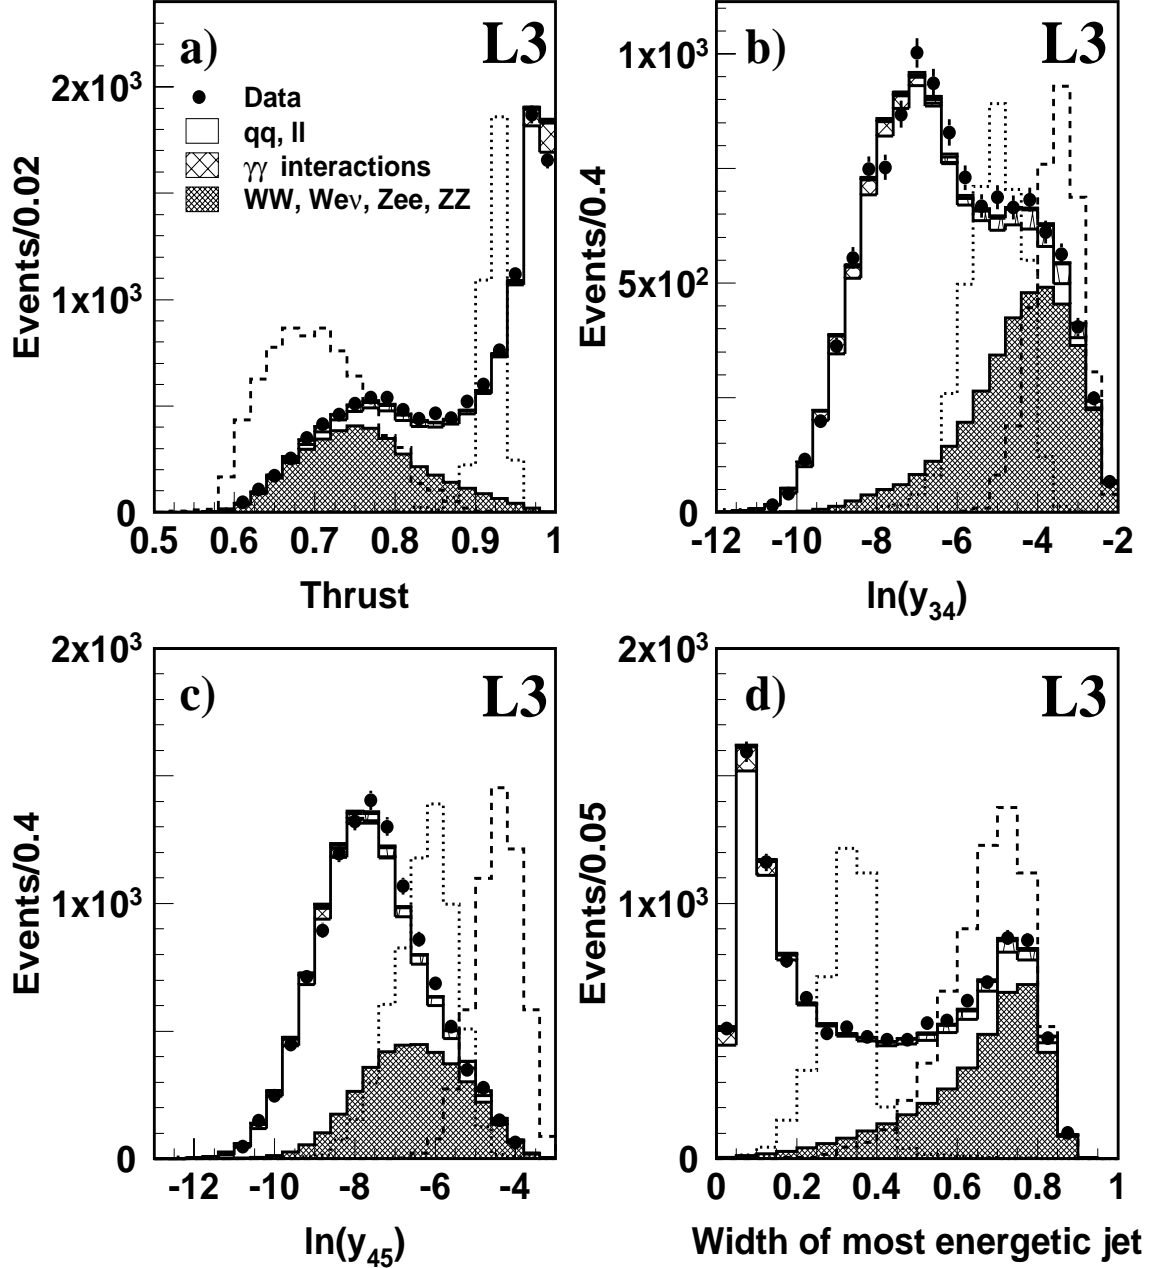 a) L3
2x10³
1x10³
0
Data
qq, ll
γγ interactions
WW, Weν, Zee, ZZ
Events/0.02
0.5 0.6 0.7 0.8 0.9 1
Thrust
b) L3
1x10³
5x10²
0
Events/0.4
-12 -10 -8 -6 -4 -2
ln(y₃₄)
c) L3
2x10³
1x10³
0
Events/0.4
-12 -10 -8 -6 -4
ln(y₄₅)
d) L3
2x10³
1x10³
0
Events/0.05
0 0.2 0.4 0.6 0.8 1
Width of most energetic jet